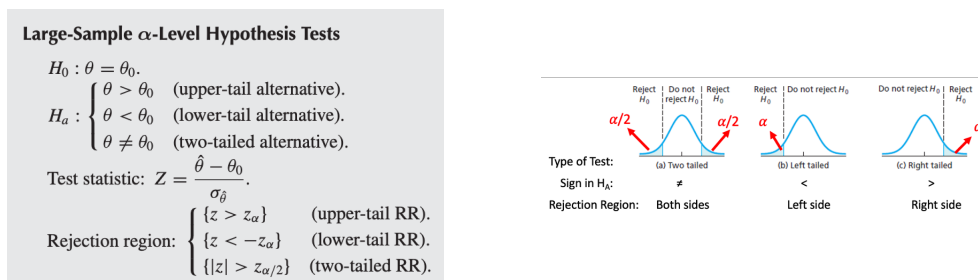 Large-Sample α-Level Hypothesis Tests
H₀ : θ = θ₀.
Hₐ : { θ > θ₀ (upper-tail alternative).
θ < θ₀ (lower-tail alternative).
θ ≠ θ₀ (two-tailed alternative).
Test statistic: Z = (θ̂ − θ₀) / σ_θ̂.
Rejection region: { {z > z_α} (upper-tail RR).
{z < −z_α} (lower-tail RR).
{|z| > z_α/2} (two-tailed RR).
Reject H₀ Do not reject H₀ Reject H₀
α/2 α/2
(a) Two tailed
Reject H₀ Do not reject H₀
α
(b) Left tailed
Do not reject H₀ Reject H₀
(c) Right tailed
Type of Test:
Sign in H_A: ≠ < >
Rejection Region: Both sides Left side Right side